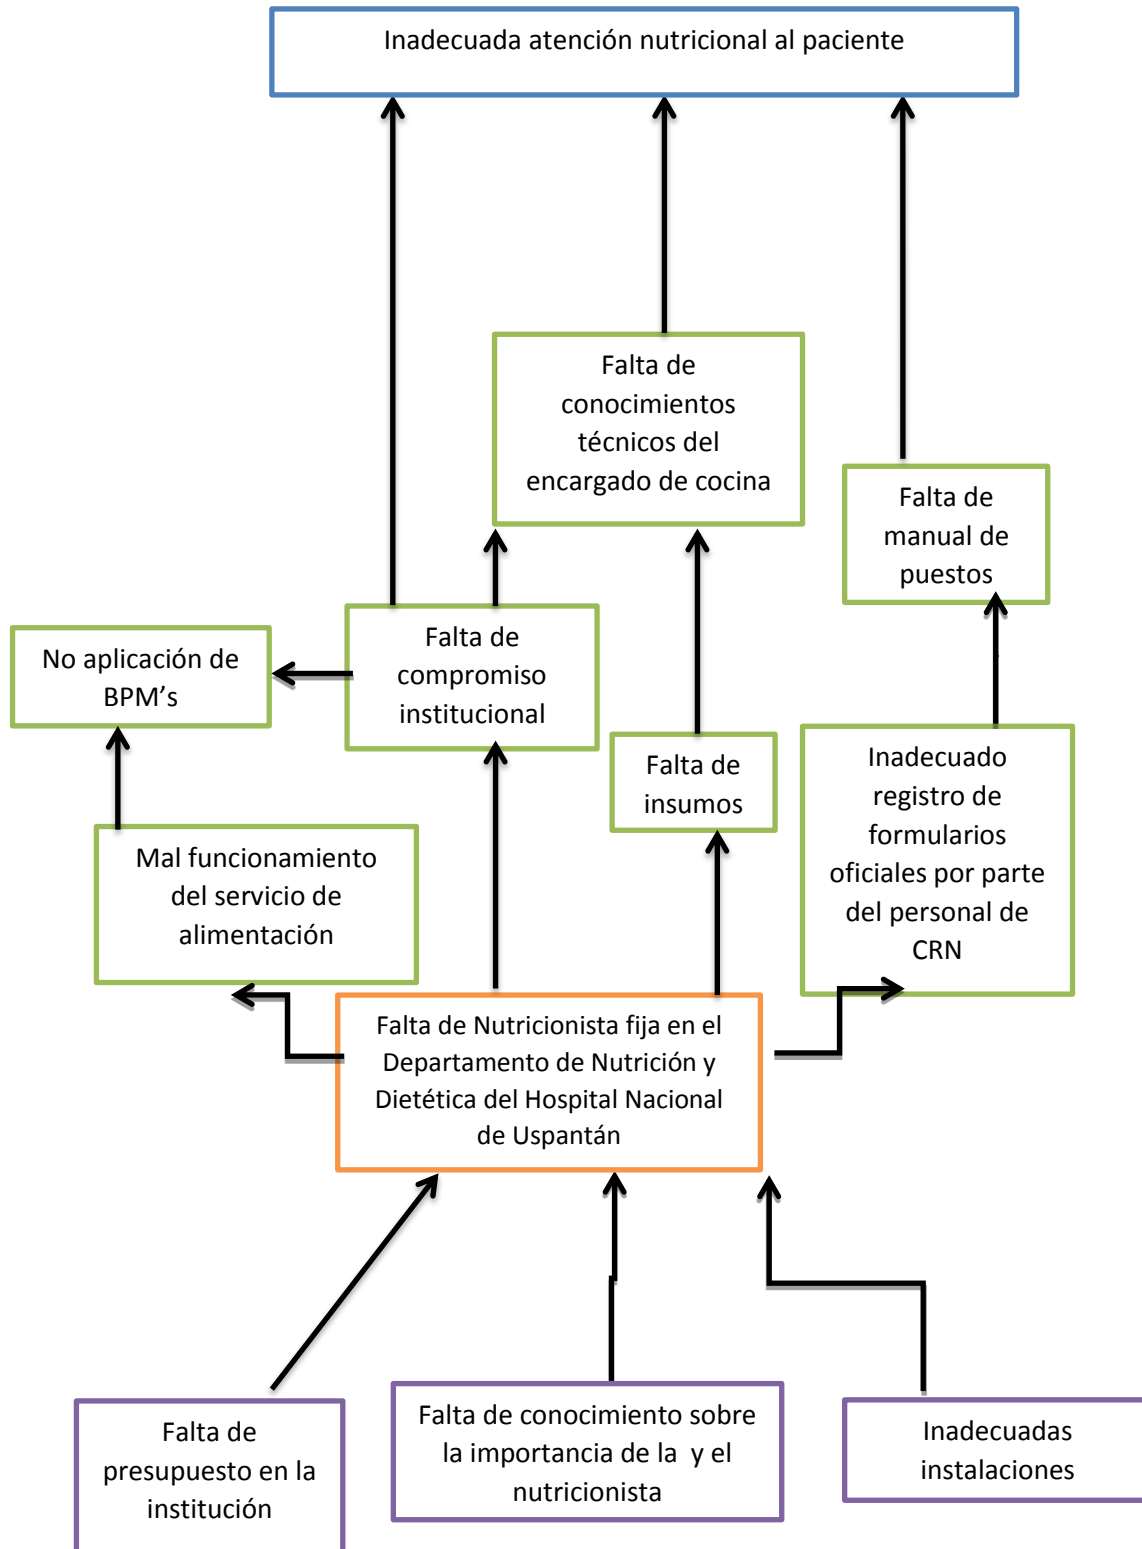 Inadecuada atención nutricional al paciente
Falta de
conocimientos
técnicos del
encargado de cocina
Falta de
manual de
puestos
No aplicación de
BPM’s
Falta de
compromiso
institucional
Falta de
insumos
Inadecuado
registro de
formularios
oficiales por parte
del personal de
CRN
Mal funcionamiento
del servicio de
alimentación
Falta de Nutricionista fija en el
Departamento de Nutrición y
Dietética del Hospital Nacional
de Uspantán
Falta de
presupuesto en la
institución
Falta de conocimiento sobre
la importancia de la  y el
nutricionista
Inadecuadas
instalaciones